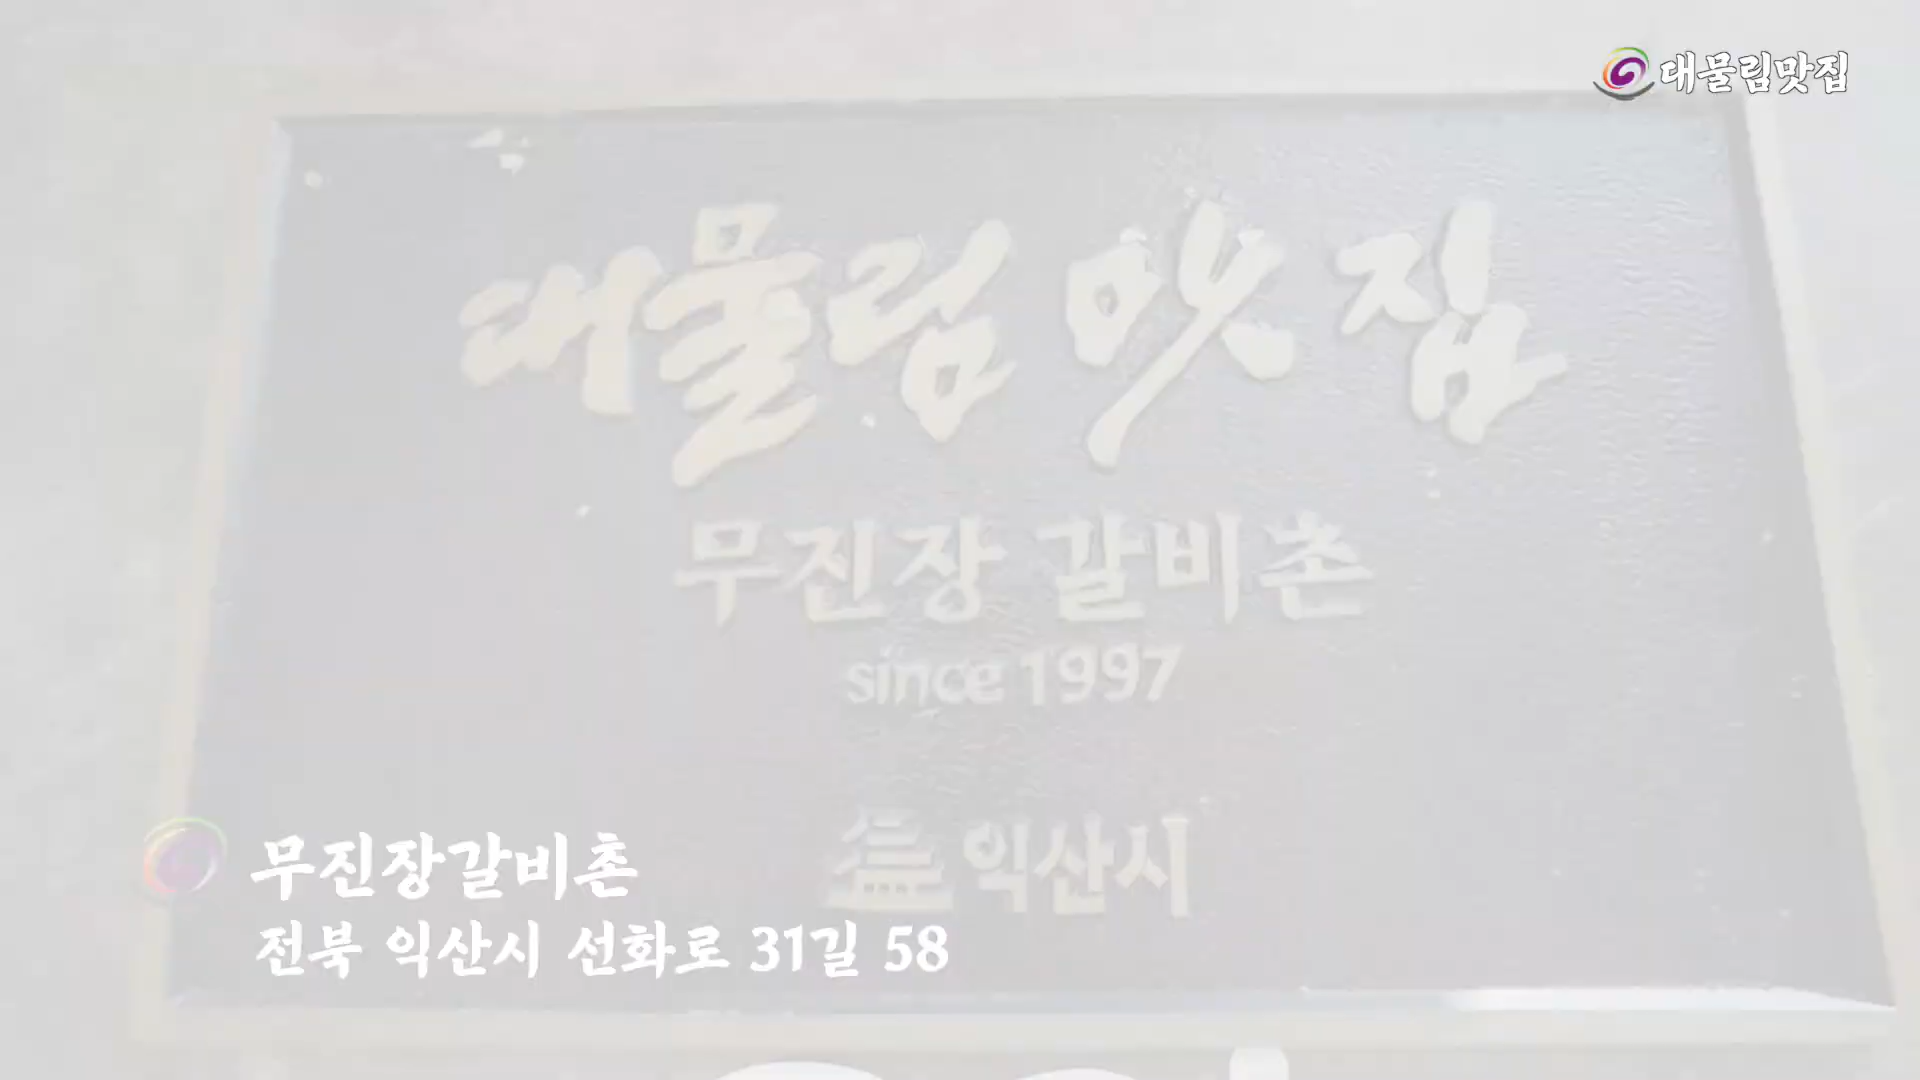 대물림맛집
대물림 맛집
무진장 갈비촌
since 1997
익산시
무진장갈비촌
전북 익산시 선화로 31길 58